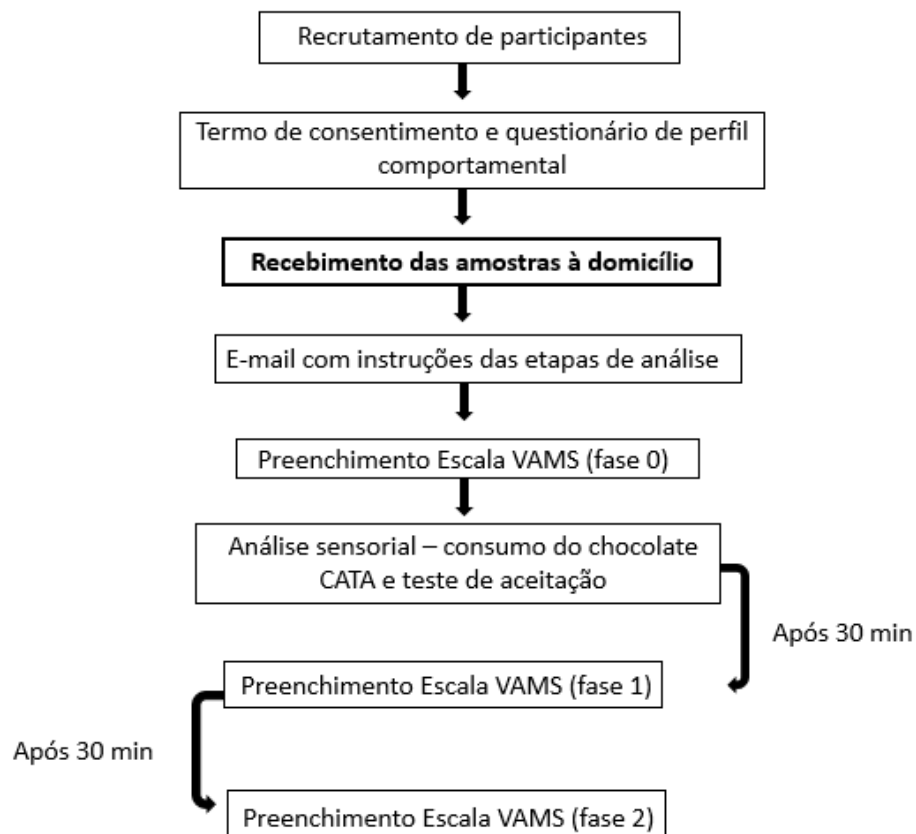 Recrutamento de participantes
Termo de consentimento e questionário de perfil
comportamental
Recebimento das amostras à domicílio
E-mail com instruções das etapas de análise
Preenchimento Escala VAMS (fase 0)
Análise sensorial – consumo do chocolate
CATA e teste de aceitação
Após 30 min
Preenchimento Escala VAMS (fase 1)
Após 30 min
Preenchimento Escala VAMS (fase 2)